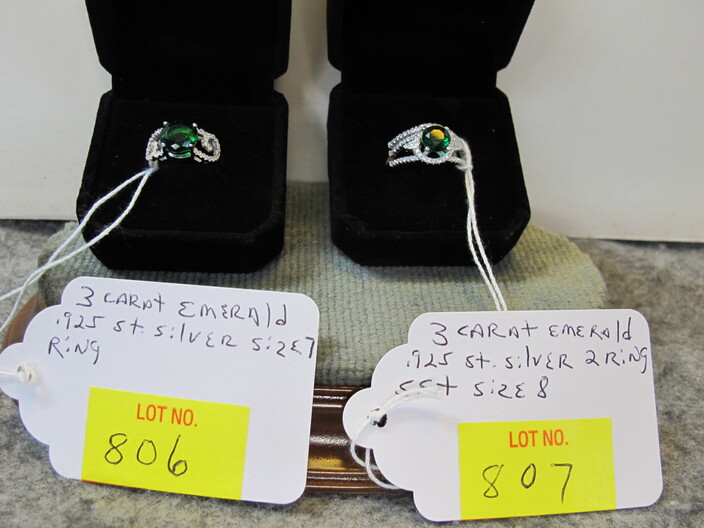 3 CARAt EMERAld
.925 st. silvER SiZE 7
RiNg
LOT NO.
806
3 CARAt EMERAld
.925 st. silvER 2 RiNg
SEt SiZE 8
LOT NO.
807